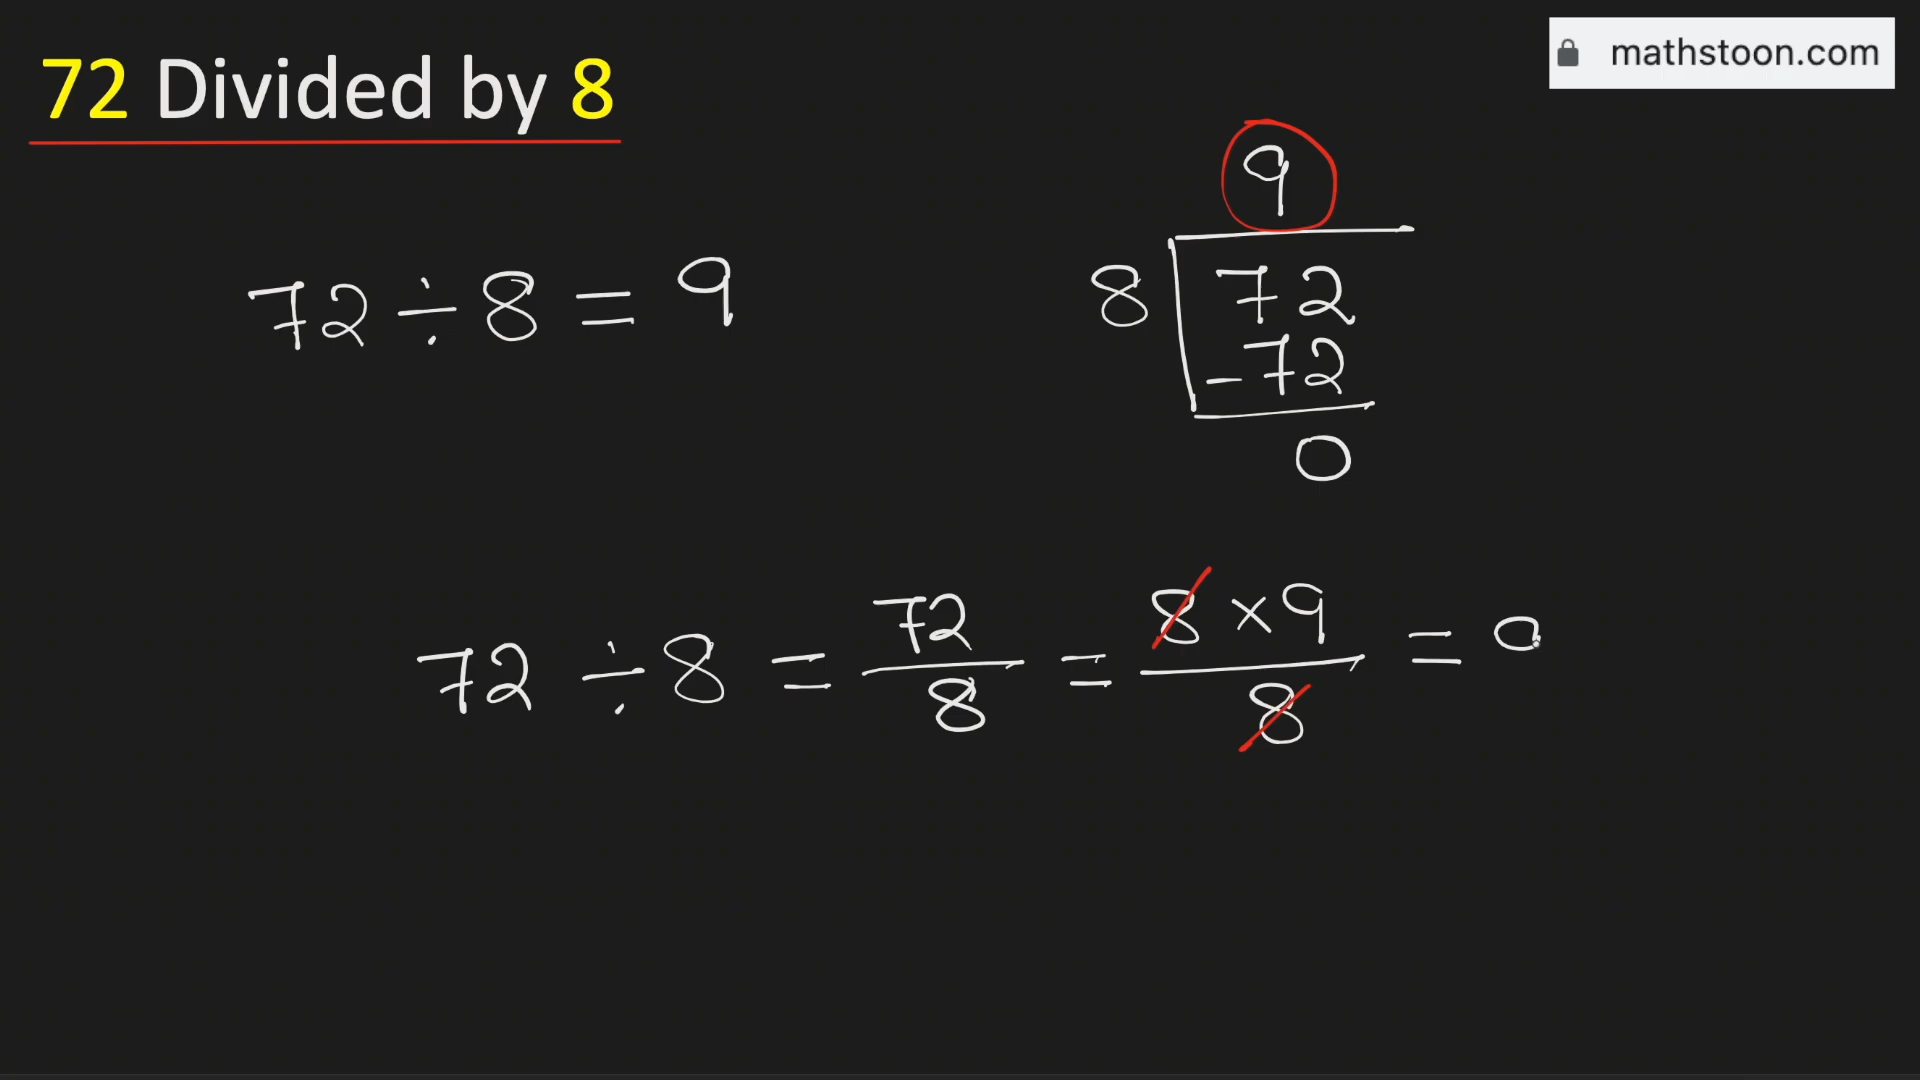 72 Divided by 8
mathstoon.com
72 ÷ 8 = 9
9
8 72
- 72
0
72 ÷ 8 = 72/8 = 8 × 9/8 =